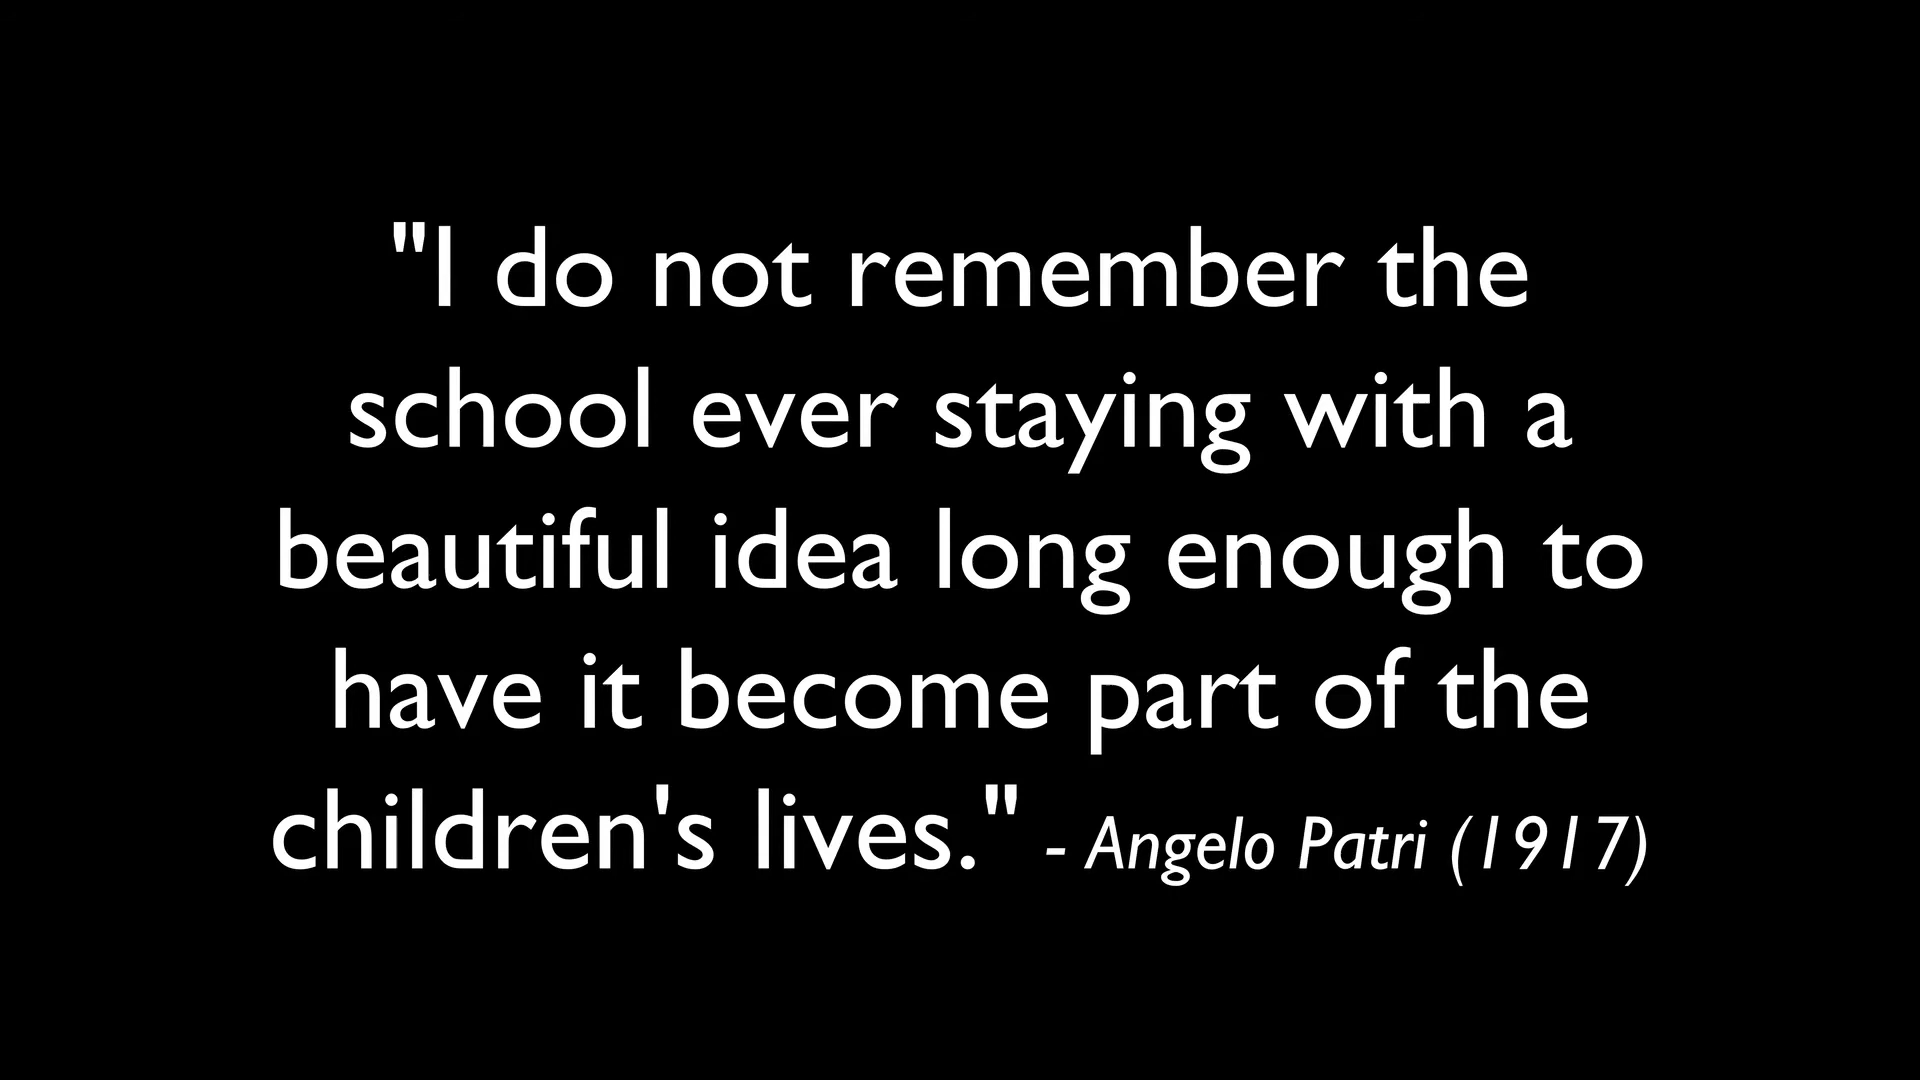 "I do not remember the
school ever staying with a
beautiful idea long enough to
have it become part of the
children's lives." - Angelo Patri (1917)